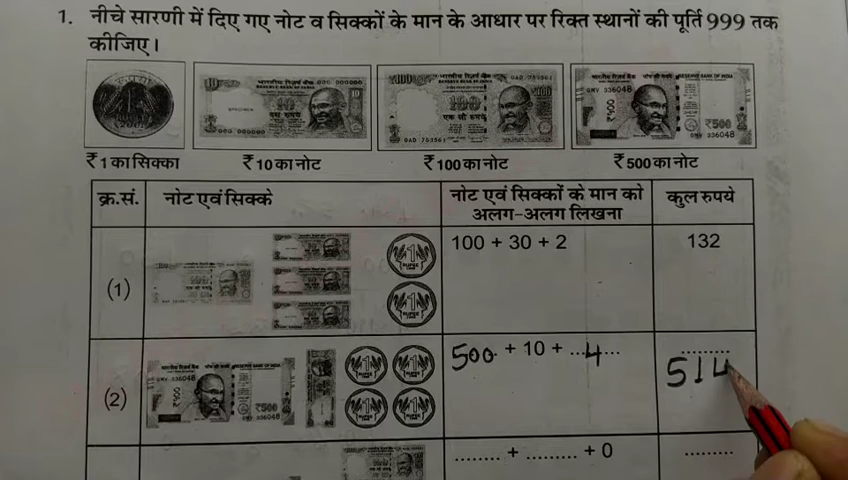 1. नीचे सारणी में दिए गए नोट व सिक्कों के मान के आधार पर रिक्त स्थानों की पूर्ति 999 तक
कीजिए।
₹1 का सिक्का ₹10 का नोट ₹100 का नोट ₹500 का नोट
क्र.सं. नोट एवं सिक्के नोट एवं सिक्कों के मान को अलग-अलग लिखना कुल रुपये
(1) 100 + 30 + 2 132
(2) 500 + 10 + ...4... 514
........ + ......... + 0 .........